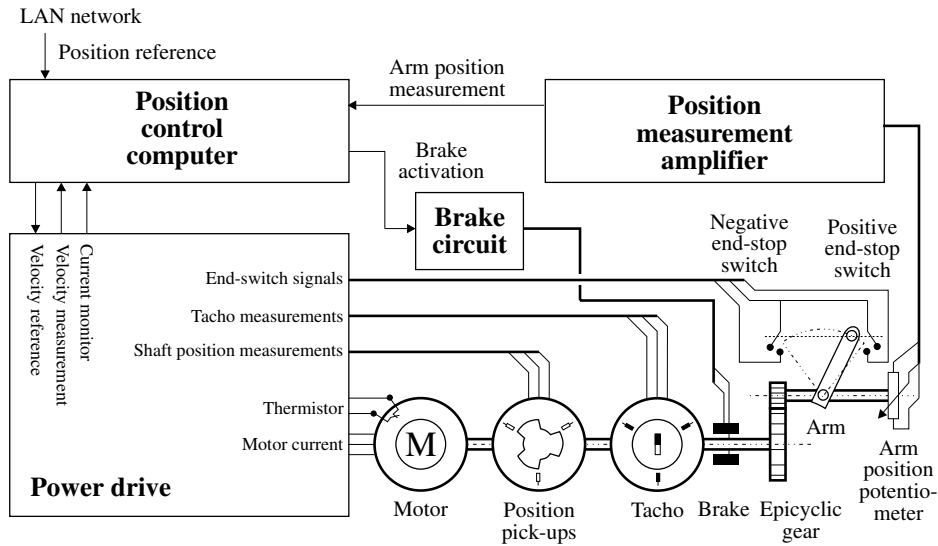 LAN network
Position reference
Arm position
measurement
Position
control
computer
Position
measurement
amplifier
Brake
activation
Brake
circuit
Negative
end-stop
switch
Positive
end-stop
switch
Velocity reference
Velocity measurement
Current monitor
End-switch signals
Tacho measurements
Shaft position measurements
Thermistor
Motor current
Power drive
M
Motor
Position
pick-ups
Tacho
Brake
Epicyclic
gear
Arm
Arm
position
potentio-
meter